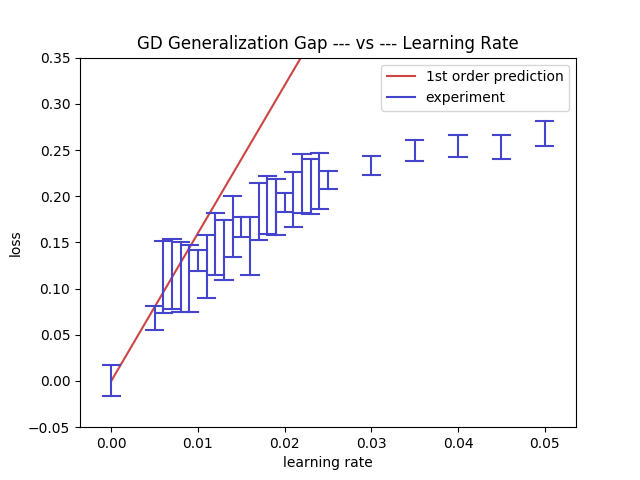 GD Generalization Gap --- vs --- Learning Rate
1st order prediction
experiment
0.35
0.30
0.25
0.20
0.15
0.10
0.05
0.00
−0.05
loss
0.00 0.01 0.02 0.03 0.04 0.05
learning rate